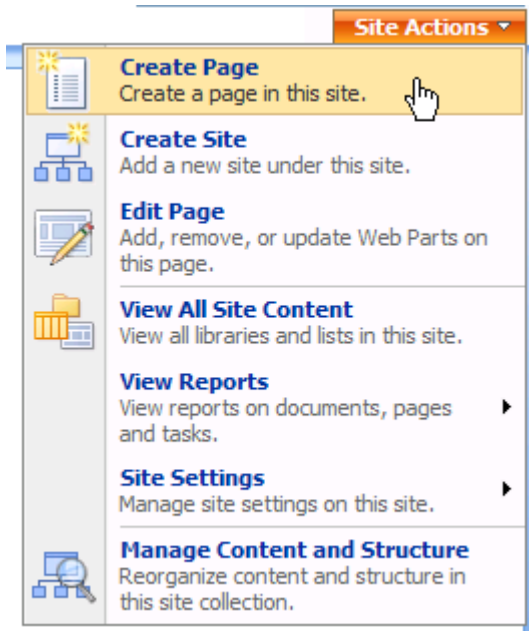 Site Actions
Create Page
Create a page in this site.
Create Site
Add a new site under this site.
Edit Page
Add, remove, or update Web Parts on
this page.
View All Site Content
View all libraries and lists in this site.
View Reports
View reports on documents, pages
and tasks.
Site Settings
Manage site settings on this site.
Manage Content and Structure
Reorganize content and structure in
this site collection.